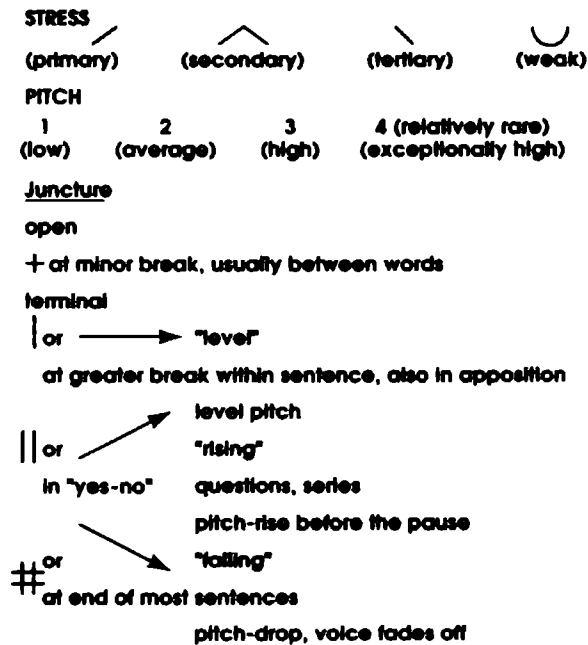 STRESS
(primary) (secondary) (tertiary) (weak)
PITCH
1 2 3 4 (relatively rare)
(low) (average) (high) (exceptionally high)
Juncture
open
+ at minor break, usually between words
terminal
| or → "level"
at greater break within sentence, also in apposition
level pitch
|| or "rising"
in "yes-no" questions, series
pitch-rise before the pause
# or "falling"
at end of most sentences
pitch-drop, voice fades off